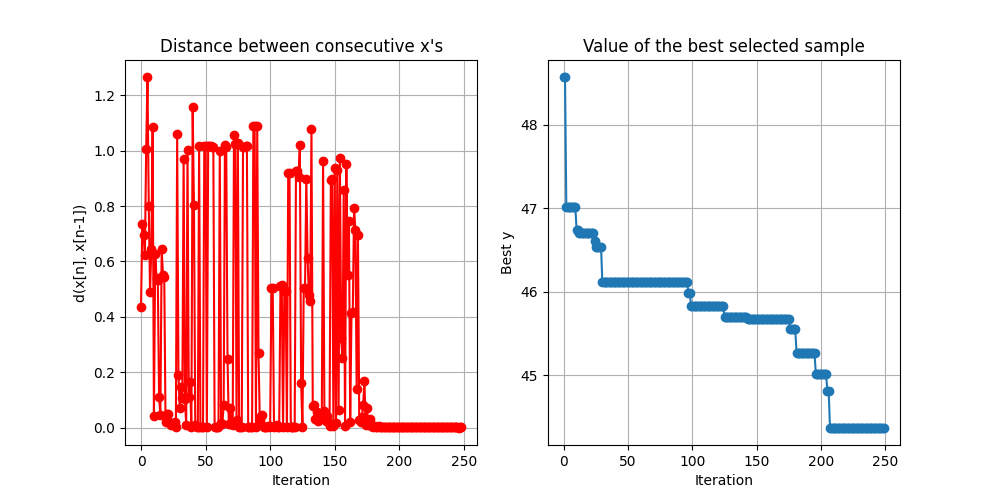 Distance between consecutive x's
d(x[n], x[n-1])
1.2
1.0
0.8
0.6
0.4
0.2
0.0
0 50 100 150 200 250
Iteration
Value of the best selected sample
Best y
48
47
46
45
0 50 100 150 200 250
Iteration